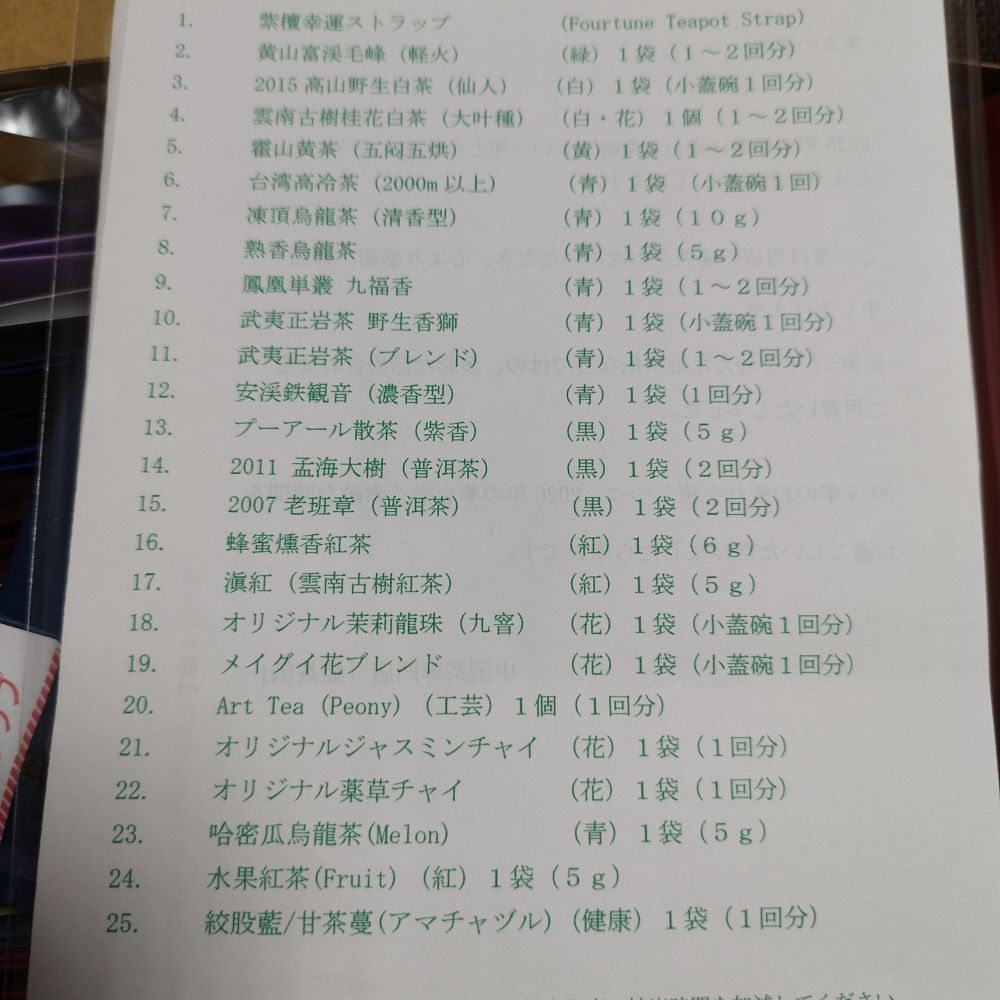 1. 紫檀幸運ストラップ (Fourtune Teapot Strap)
2. 黄山富渓毛峰（軽火） （緑）１袋（１～２回分）
3. 2015 高山野生白茶（仙人） （白）１袋（小蓋碗１回分）
4. 雲南古樹桂花白茶（大叶種） （白・花）１個（１～２回分）
5. 霍山黄茶（五闷五烘） （黄）１袋（１～２回分）
6. 台湾高冷茶（2000m 以上） （青）１袋 （小蓋碗１回）
7. 凍頂烏龍茶（清香型） （青）１袋（１０ｇ）
8. 熟香烏龍茶 （青）１袋（５ｇ）
9. 鳳凰単叢 九福香 （青）１袋（１～２回分）
10. 武夷正岩茶 野生香獅 （青）１袋（小蓋碗１回分）
11. 武夷正岩茶（ブレンド） （青）１袋（１～２回分）
12. 安渓鉄観音（濃香型） （青）１袋（1 回分）
13. プーアール散茶（紫香） （黒）１袋（５ｇ）
14. 2011 孟海大樹（普洱茶） （黒）１袋（２回分）
15. 2007 老班章（普洱茶） （黒）１袋（２回分）
16. 蜂蜜燻香紅茶 （紅）１袋（６ｇ）
17. 滇紅（雲南古樹紅茶） （紅）１袋（５ｇ）
18. オリジナル茉莉龍珠（九窨） （花）１袋（小蓋碗１回分）
19. メイグイ花ブレンド （花）１袋（小蓋碗１回分）
20. Art Tea (Peony) （工芸）１個（１回分）
21. オリジナルジャスミンチャイ （花）１袋（１回分）
22. オリジナル薬草チャイ （花）１袋（１回分）
23. 哈密瓜烏龍茶(Melon) （青）１袋（５ｇ）
24. 水果紅茶(Fruit) （紅）１袋（５ｇ）
25. 絞股藍/甘茶蔓(アマチャヅル) （健康）１袋（１回分）